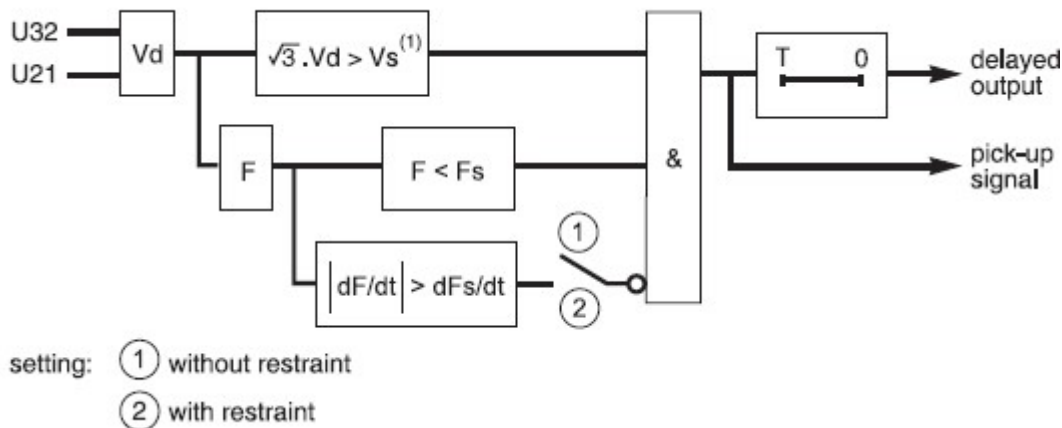 U32
U21
Vd
√3 .Vd > Vs(1)
T 0
delayed
output
F
F < Fs
&
pick-up
signal
|dF/dt| > dFs/dt
1
2
setting: 1 without restraint
2 with restraint